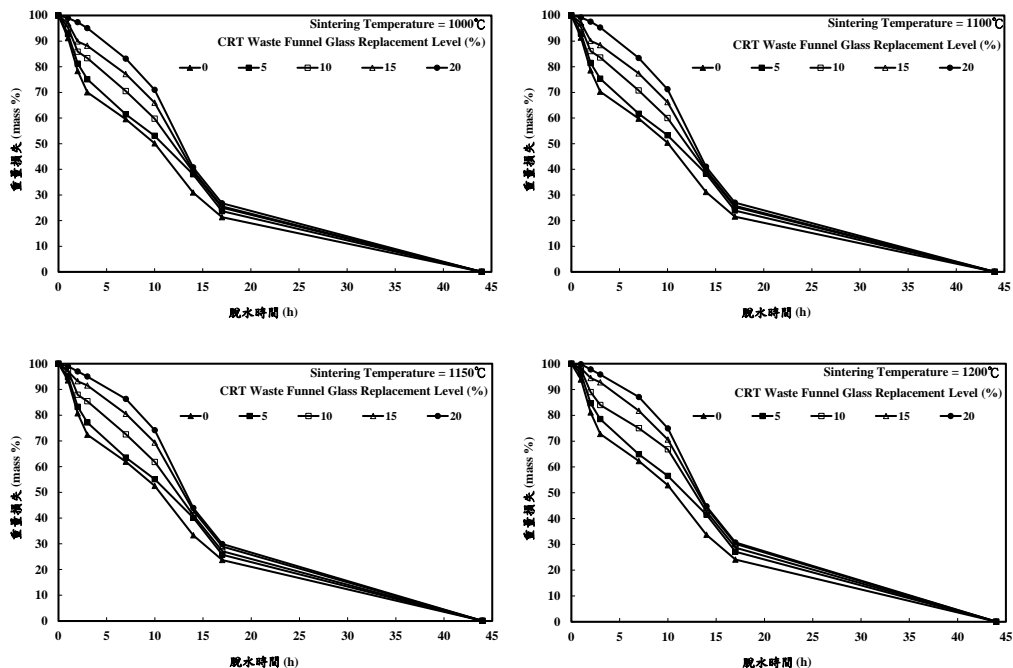 Sintering Temperature = 1000℃
CRT Waste Funnel Glass Replacement Level (%)
0 5 10 15 20
重量損失 (mass %)
100
90
80
70
60
50
40
30
20
10
0
0 5 10 15 20 25 30 35 40 45
脫水時間 (h)
Sintering Temperature = 1100℃
CRT Waste Funnel Glass Replacement Level (%)
0 5 10 15 20
重量損失 (mass %)
100
90
80
70
60
50
40
30
20
10
0
0 5 10 15 20 25 30 35 40 45
脫水時間 (h)
Sintering Temperature = 1150℃
CRT Waste Funnel Glass Replacement Level (%)
0 5 10 15 20
重量損失 (mass %)
100
90
80
70
60
50
40
30
20
10
0
0 5 10 15 20 25 30 35 40 45
脫水時間 (h)
Sintering Temperature = 1200℃
CRT Waste Funnel Glass Replacement Level (%)
0 5 10 15 20
重量損失 (mass %)
100
90
80
70
60
50
40
30
20
10
0
0 5 10 15 20 25 30 35 40 45
脫水時間 (h)